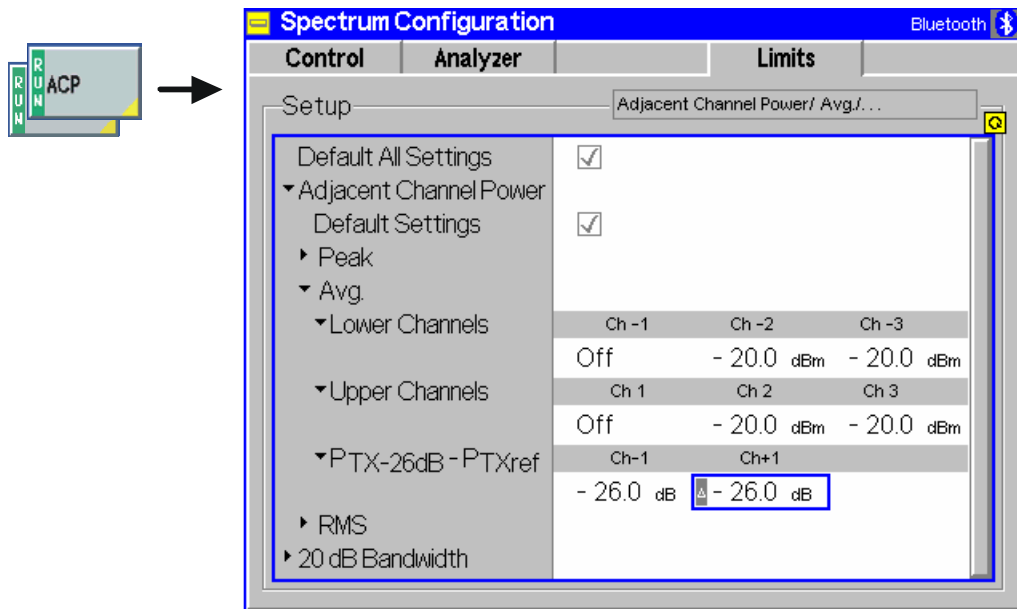 RUN
RUN ACP
Spectrum Configuration Bluetooth
Control Analyzer Limits
Setup Adjacent Channel Power/ Avg./...
Default All Settings
Adjacent Channel Power
Default Settings
Peak
Avg.
Lower Channels Ch -1 Ch -2 Ch -3
Off - 20.0 dBm - 20.0 dBm
Upper Channels Ch 1 Ch 2 Ch 3
Off - 20.0 dBm - 20.0 dBm
PTX-26dB - PTXref Ch-1 Ch+1
- 26.0 dB Δ - 26.0 dB
RMS
20 dB Bandwidth